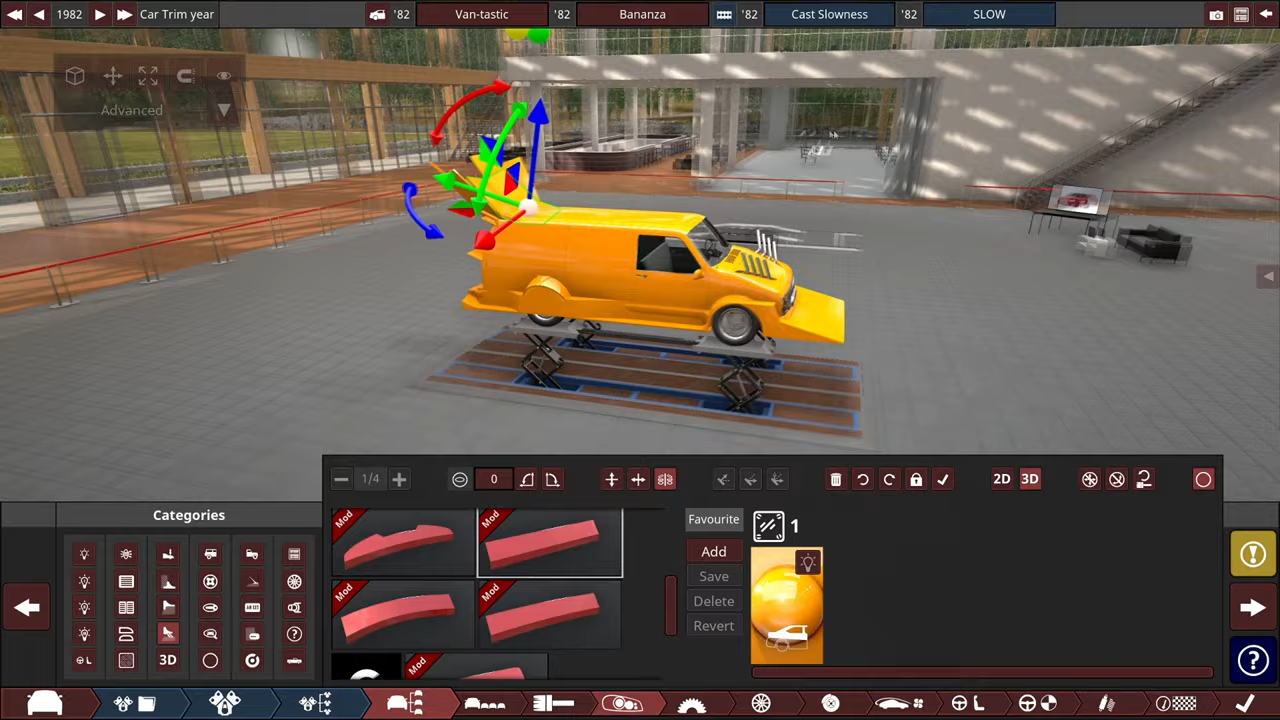 1982 Car Trim year '82 Van-tastic '82 Bananza '82 Cast Slowness '82 SLOW
Advanced
1/4 0 2D 3D
Categories
Mod Mod
Favourite 1
Add
Save
Mod Mod
Delete
Revert
L 3D
Mod